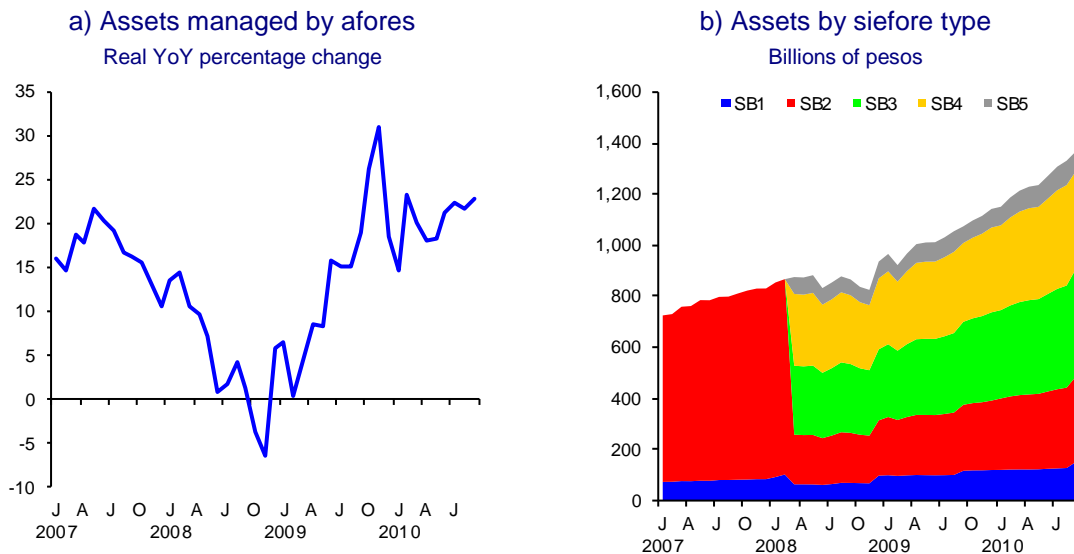 a) Assets managed by afores
Real YoY percentage change
35
30
25
20
15
10
5
0
-5
-10
J A J O J A J O J A J O J A J
2007 2008 2009 2010
b) Assets by siefore type
Billions of pesos
SB1 SB2 SB3 SB4 SB5
1,600
1,400
1,200
1,000
800
600
400
200
0
J A J O J A J O J A J O J A J
2007 2008 2009 2010